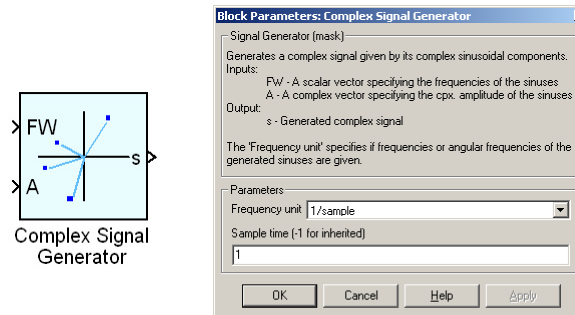 FW
A
s
Complex Signal
Generator
Block Parameters: Complex Signal Generator
Signal Generator (mask)
Generates a complex signal given by its complex sinusoidal components.
Inputs:
FW - A scalar vector specifying the frequencies of the sinuses
A - A complex vector specifying the cpx. amplitude of the sinuses
Output:
s - Generated complex signal
The 'Frequency unit' specifies if frequencies or angular frequencies of the
generated sinuses are given.
Parameters
Frequency unit 1/sample
Sample time (-1 for inherited)
1
OK Cancel Help Apply